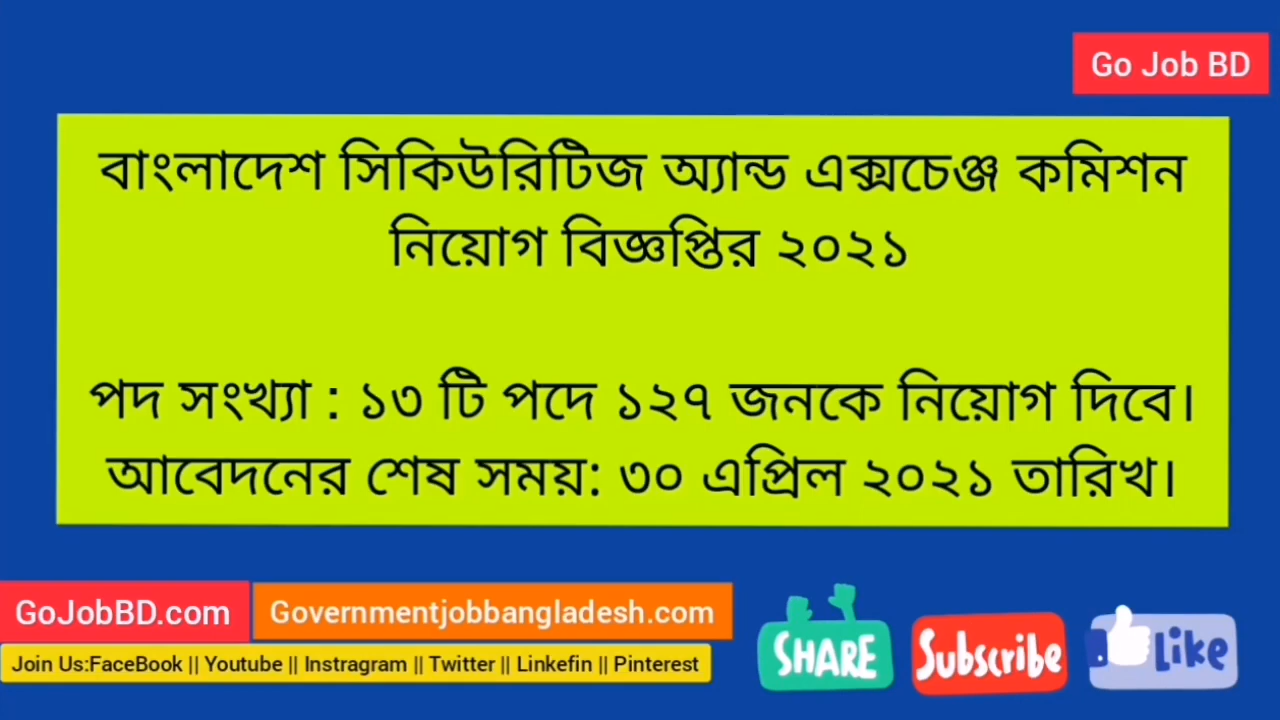 Go Job BD
বাংলাদেশ সিকিউরিটিজ অ্যান্ড এক্সচেঞ্জ কমিশন
নিয়োগ বিজ্ঞপ্তির ২০২১
পদ সংখ্যা : ১৩ টি পদে ১২৭ জনকে নিয়োগ দিবে।
আবেদনের শেষ সময়: ৩০ এপ্রিল ২০২১ তারিখ।
GoJobBD.com
Governmentjobbangladesh.com
Join Us:FaceBook || Youtube || Instragram || Twitter || Linkefin || Pinterest
SHARE
Subscribe
Like